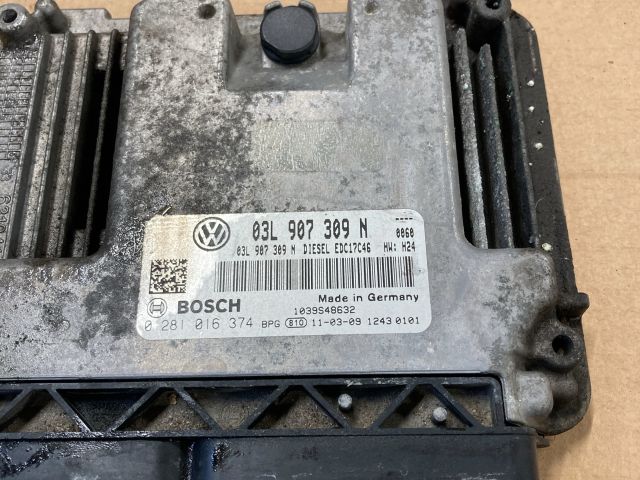 03L 907 309 N
0060
03L 907 309 N DIESEL EDC17C46 HW: H24
BOSCH
Made in Germany
1039S48632
0 281 016 374 BPG 810 11-03-09 1243 0101